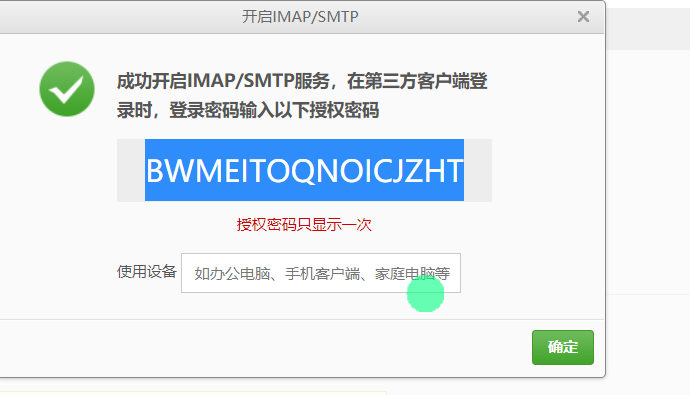 开启IMAP/SMTP
成功开启IMAP/SMTP服务，在第三方客户端登
录时，登录密码输入以下授权密码
BWMEITOQNOICJZHT
授权密码只显示一次
使用设备 如办公电脑、手机客户端、家庭电脑等
确定